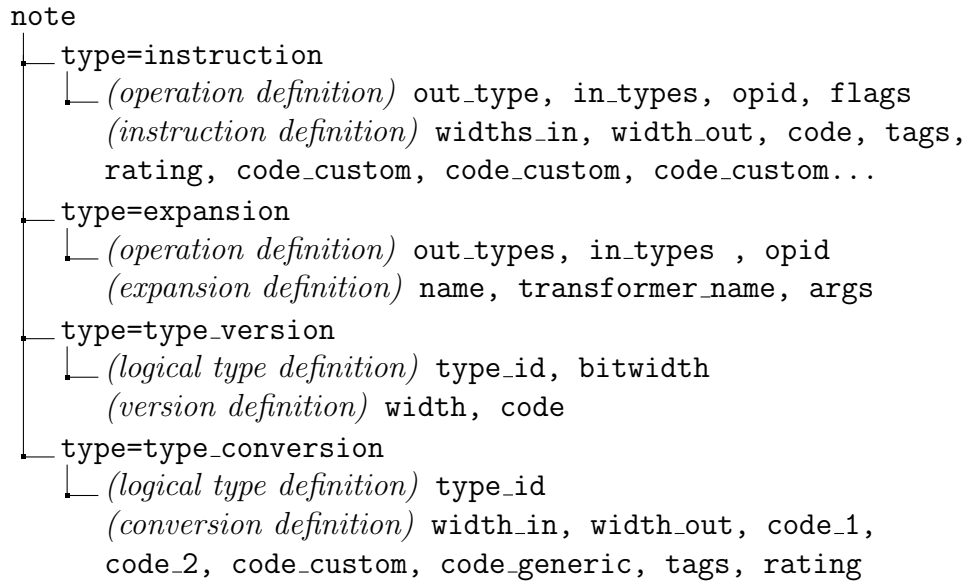 note
type=instruction
(operation definition) out_type, in_types, opid, flags
(instruction definition) widths_in, width_out, code, tags,
rating, code_custom, code_custom, code_custom...
type=expansion
(operation definition) out_types, in_types , opid
(expansion definition) name, transformer_name, args
type=type_version
(logical type definition) type_id, bitwidth
(version definition) width, code
type=type_conversion
(logical type definition) type_id
(conversion definition) width_in, width_out, code_1,
code_2, code_custom, code_generic, tags, rating